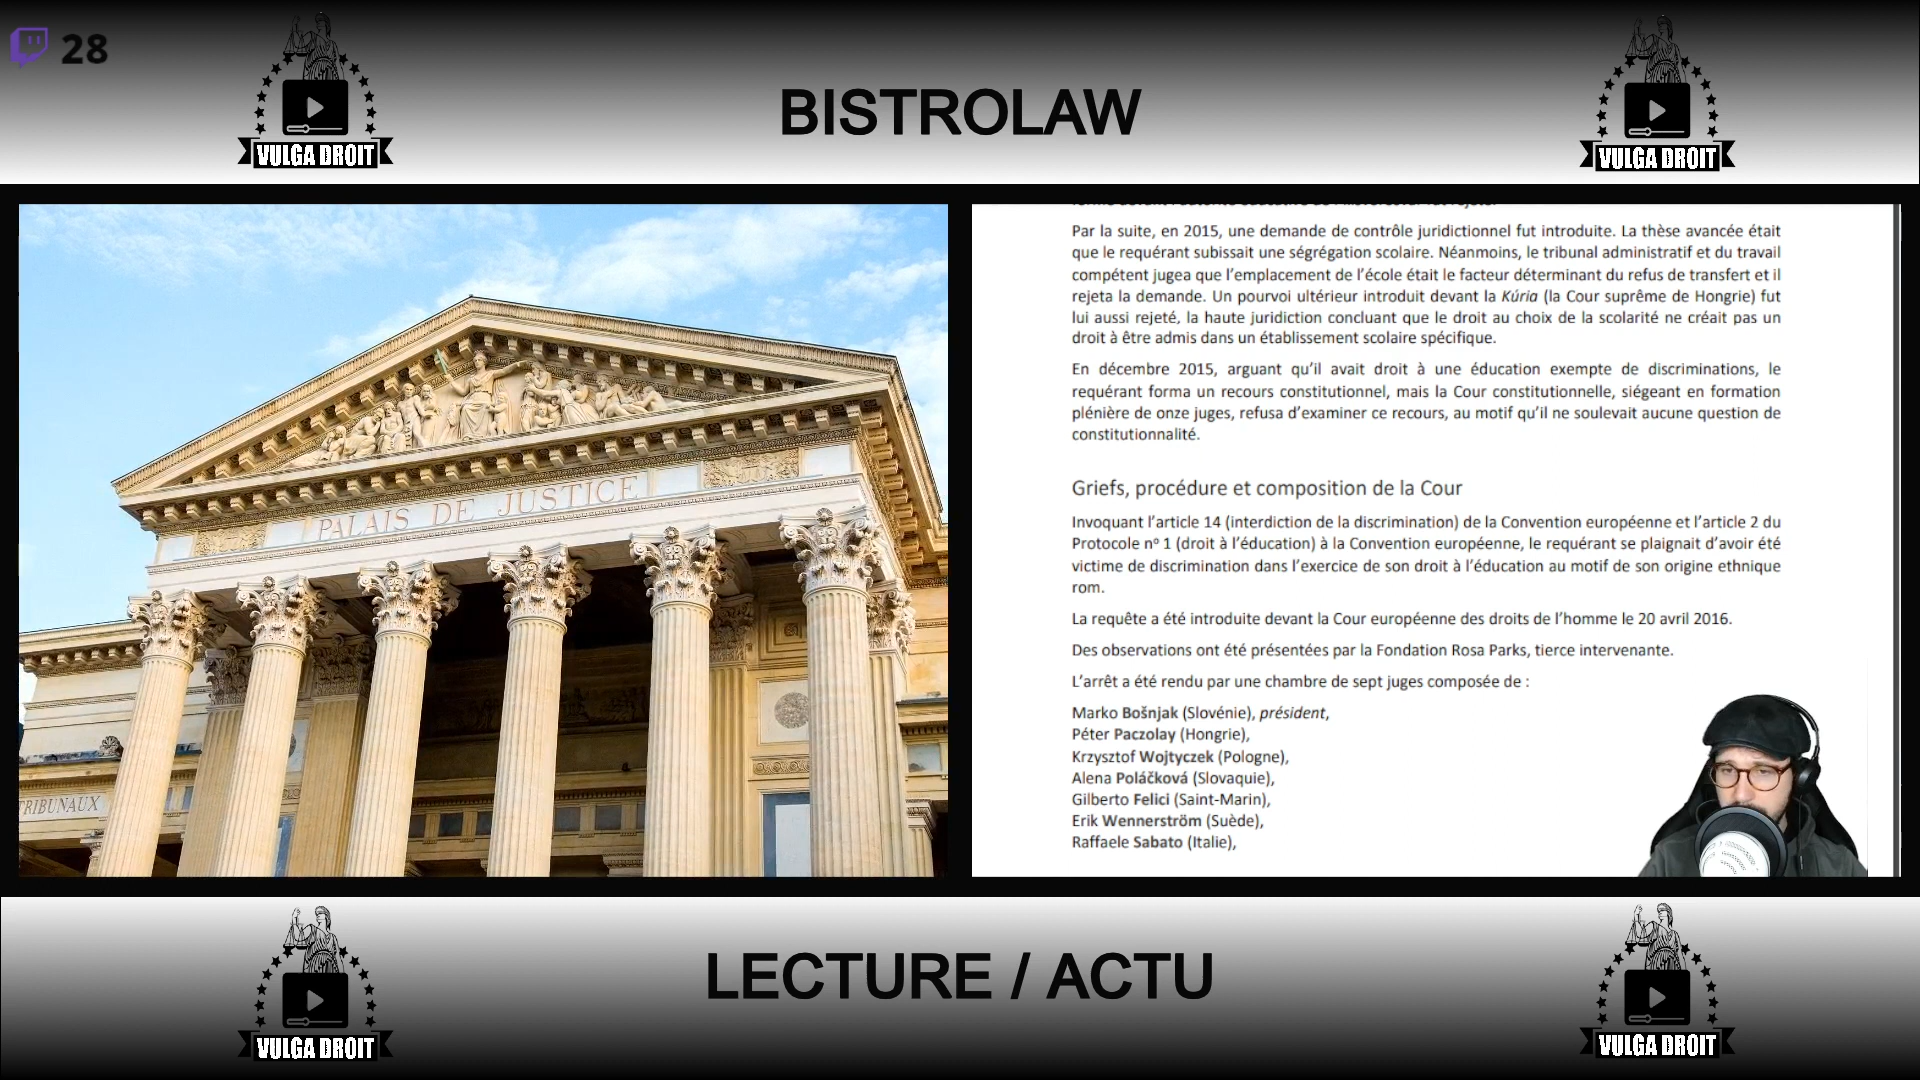 28
BISTROLAW
VULGA DROIT
VULGA DROIT
PALAIS DE JUSTICE
TRIBUNAUX
Par la suite, en 2015, une demande de contrôle juridictionnel fut introduite. La thèse avancée était
que le requérant subissait une ségrégation scolaire. Néanmoins, le tribunal administratif et du travail
compétent jugea que l’emplacement de l’école était le facteur déterminant du refus de transfert et il
rejeta la demande. Un pourvoi ultérieur introduit devant la Kúria (la Cour suprême de Hongrie) fut
lui aussi rejeté, la haute juridiction concluant que le droit au choix de la scolarité ne créait pas un
droit à être admis dans un établissement scolaire spécifique.
En décembre 2015, arguant qu’il avait droit à une éducation exempte de discriminations, le
requérant forma un recours constitutionnel, mais la Cour constitutionnelle, siégeant en formation
plénière de onze juges, refusa d’examiner ce recours, au motif qu’il ne soulevait aucune question de
constitutionnalité.
Griefs, procédure et composition de la Cour
Invoquant l’article 14 (interdiction de la discrimination) de la Convention européenne et l’article 2 du
Protocole nº 1 (droit à l’éducation) à la Convention européenne, le requérant se plaignait d’avoir été
victime de discrimination dans l’exercice de son droit à l’éducation au motif de son origine ethnique
rom.
La requête a été introduite devant la Cour européenne des droits de l’homme le 20 avril 2016.
Des observations ont été présentées par la Fondation Rosa Parks, tierce intervenante.
L’arrêt a été rendu par une chambre de sept juges composée de :
Marko Bošnjak (Slovénie), président,
Péter Paczolay (Hongrie),
Krzysztof Wojtyczek (Pologne),
Alena Poláčková (Slovaquie),
Gilberto Felici (Saint-Marin),
Erik Wennerström (Suède),
Raffaele Sabato (Italie),
LECTURE / ACTU
VULGA DROIT
VULGA DROIT